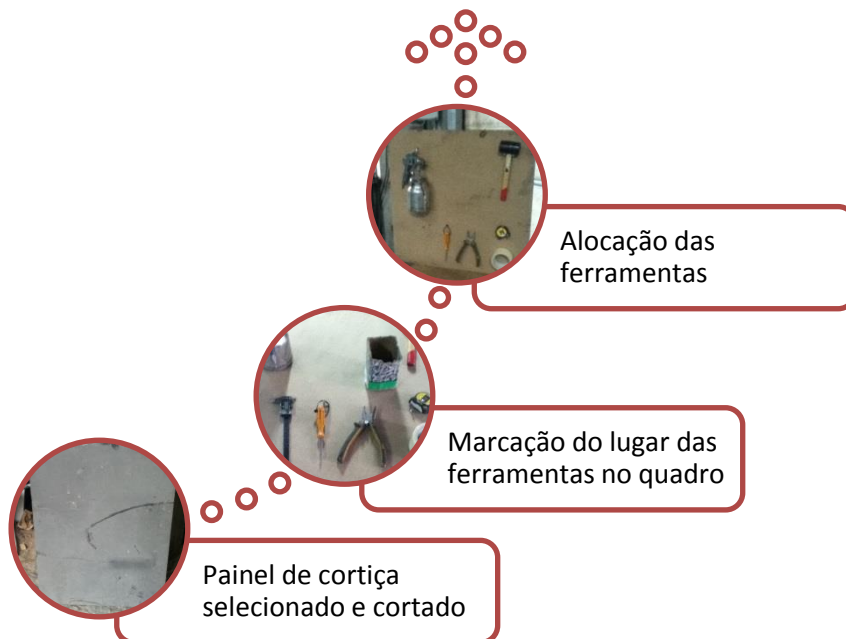 Alocação das
ferramentas
Marcação do lugar das
ferramentas no quadro
Painel de cortiça
selecionado e cortado